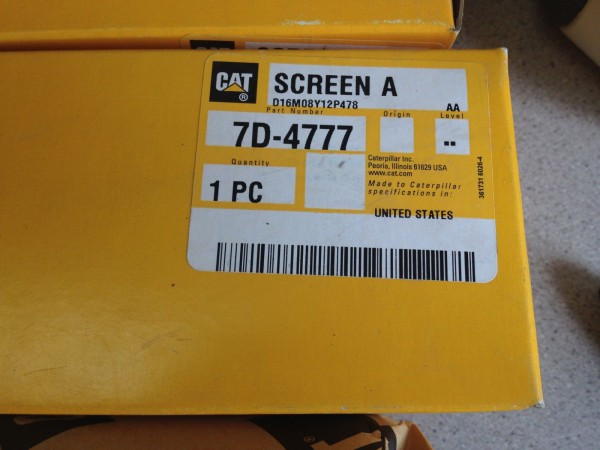 CAT
®
SCREEN A
D16M08Y12P478
AA
Part Number
Origin
Level
7D-4777
--
Quantity
1 PC
Caterpillar Inc.
Peoria, Illinois 61629 USA
www.cat.com
Made to Caterpillar
specifications in:
UNITED STATES
CAT
®